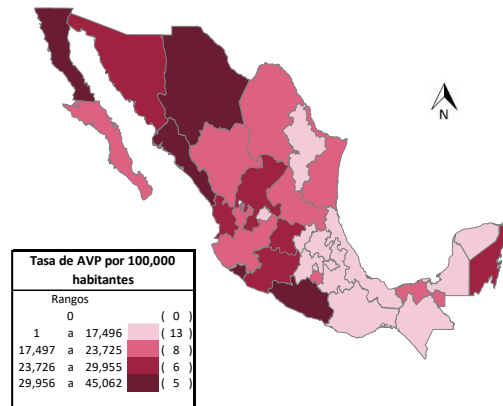 N
Tasa de AVP por 100,000
habitantes
Rangos
0 ( 0 )
1 a 17,496 ( 13 )
17,497 a 23,725 ( 8 )
23,726 a 29,955 ( 6 )
29,956 a 45,062 ( 5 )